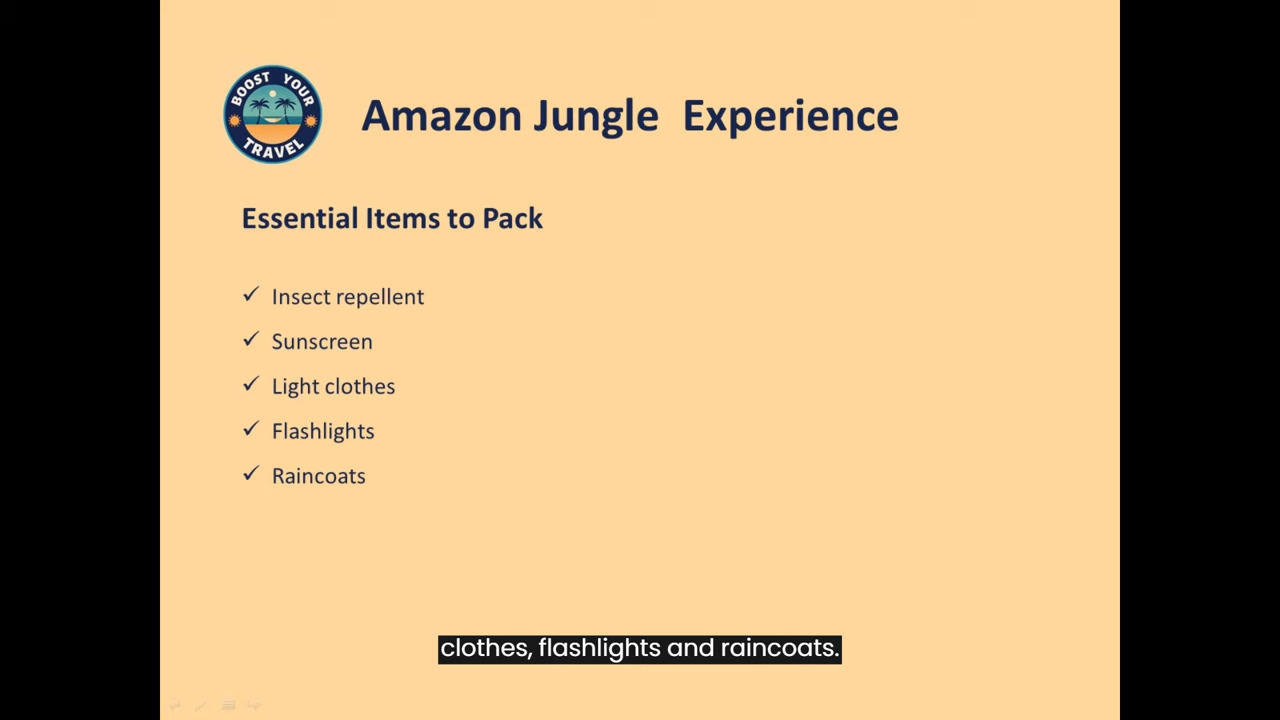 BOOST YOUR
TRAVEL
Amazon Jungle  Experience
Essential Items to Pack
✓ Insect repellent
✓ Sunscreen
✓ Light clothes
✓ Flashlights
✓ Raincoats
clothes, flashlights and raincoats.